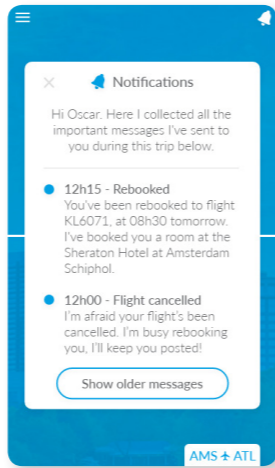 Notifications
Hi Oscar. Here I collected all the
important messages I've sent to
you during this trip below.
12h15 - Rebooked
You've been rebooked to flight
KL6071, at 08h30 tomorrow.
I've booked you a room at the
Sheraton Hotel at Amsterdam
Schiphol.
12h00 - Flight cancelled
I'm afraid your flight's been
cancelled. I'm busy rebooking
you, I'll keep you posted!
Show older messages
AMS ✈ ATL